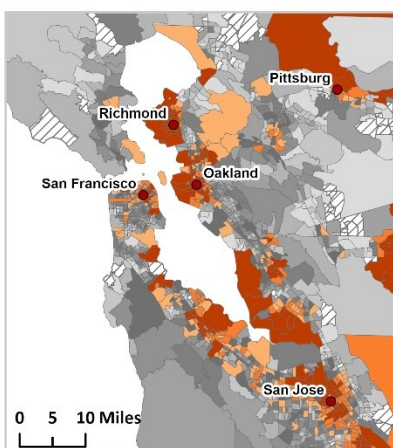 Pittsburg
Richmond
San Francisco
Oakland
San Jose
0 5 10 Miles